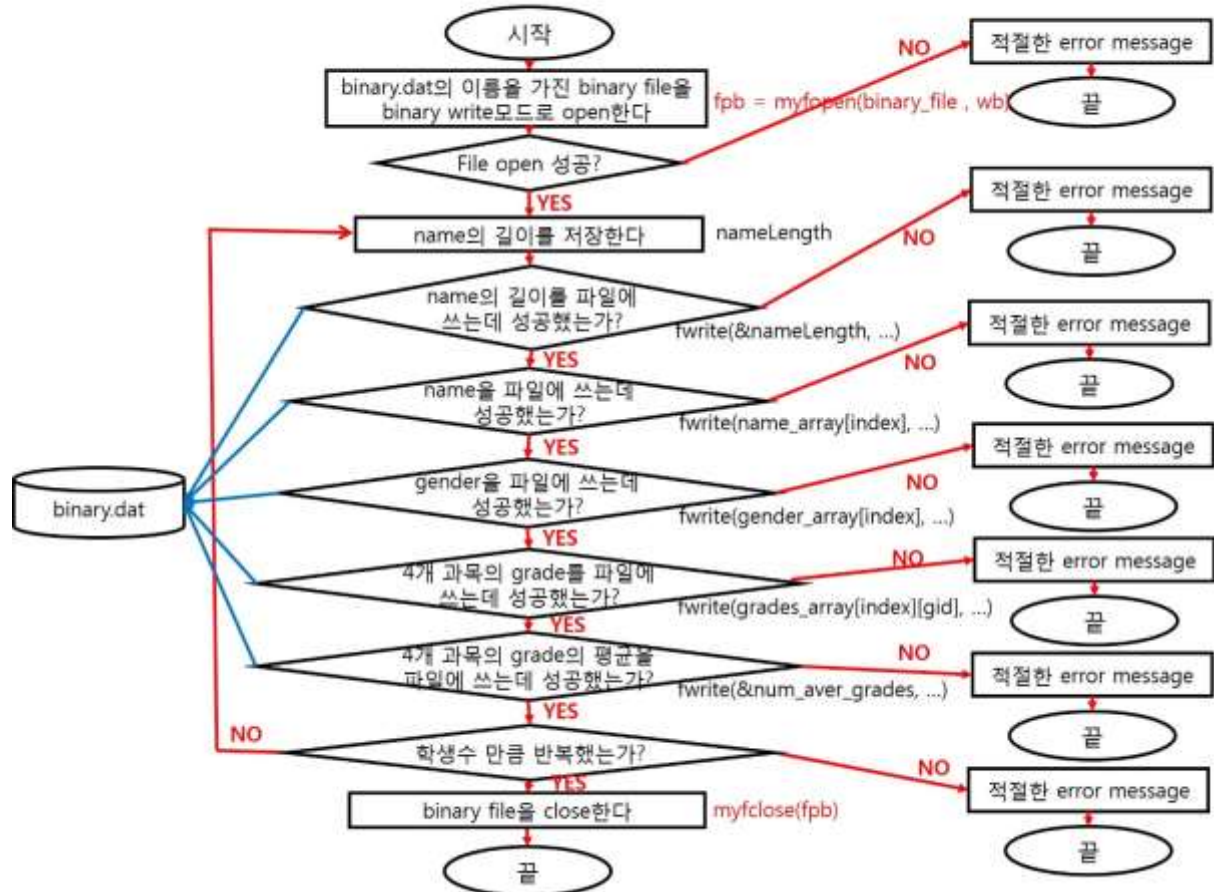 시작
binary.dat의 이름을 가진 binary file을
binary write모드로 open한다
fpb = myfopen(binary_file , wb)
NO
적절한 error message
끝
File open 성공?
YES
name의 길이를 저장한다
nameLength
NO
적절한 error message
끝
name의 길이를 파일에
쓰는데 성공했는가?
fwrite(&nameLength, ...)
YES
NO
적절한 error message
끝
name을 파일에 쓰는데
성공했는가?
fwrite(name_array[index], ...)
YES
NO
적절한 error message
끝
binary.dat
gender을 파일에 쓰는데
성공했는가?
fwrite(gender_array[index], ...)
YES
NO
적절한 error message
끝
4개 과목의 grade를 파일에
쓰는데 성공했는가?
fwrite(grades_array[index][gid], ...)
YES
NO
적절한 error message
끝
4개 과목의 grade의 평균을
파일에 쓰는데 성공했는가?
fwrite(&num_aver_grades, ...)
YES
NO
학생수 만큼 반복했는가?
NO
적절한 error message
끝
YES
binary file을 close한다
myfclose(fpb)
끝